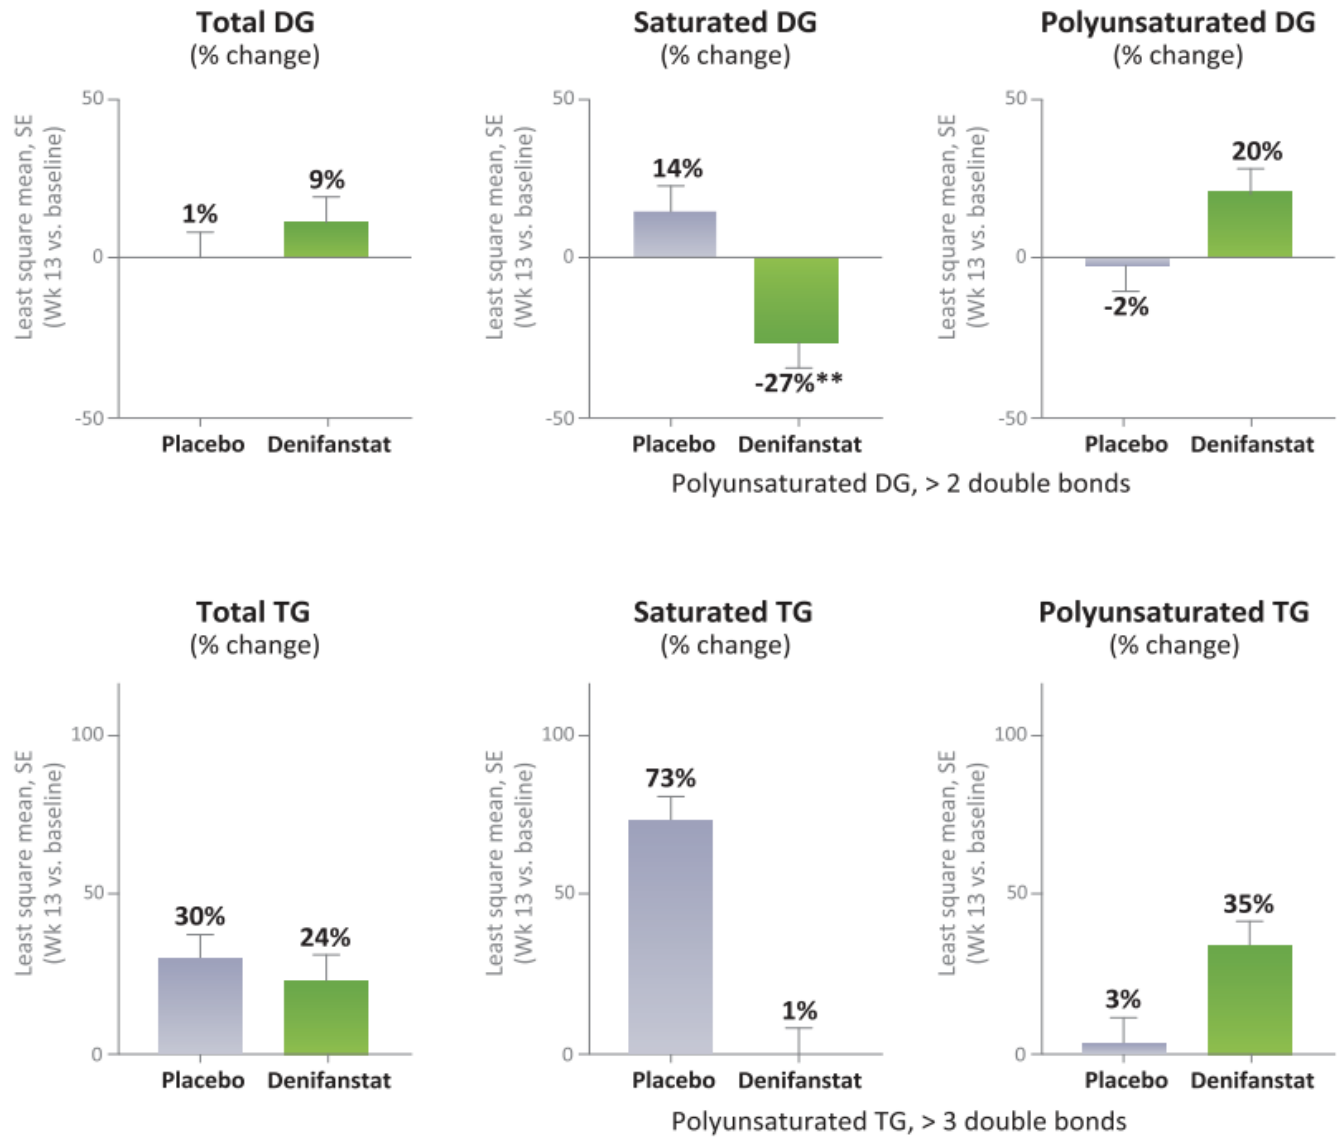 Total DG
(% change)
Least square mean, SE
(Wk 13 vs. baseline)
50
0
-50
1%
9%
Placebo
Denifanstat
Saturated DG
(% change)
Least square mean, SE
(Wk 13 vs. baseline)
50
0
-50
14%
-27%**
Placebo
Denifanstat
Polyunsaturated DG
(% change)
Least square mean, SE
(Wk 13 vs. baseline)
50
0
-50
-2%
20%
Placebo
Denifanstat
Polyunsaturated DG, > 2 double bonds
Total TG
(% change)
Least square mean, SE
(Wk 13 vs. baseline)
100
50
0
30%
24%
Placebo
Denifanstat
Saturated TG
(% change)
Least square mean, SE
(Wk 13 vs. baseline)
100
50
0
73%
1%
Placebo
Denifanstat
Polyunsaturated TG
(% change)
Least square mean, SE
(Wk 13 vs. baseline)
100
50
0
3%
35%
Placebo
Denifanstat
Polyunsaturated TG, > 3 double bonds